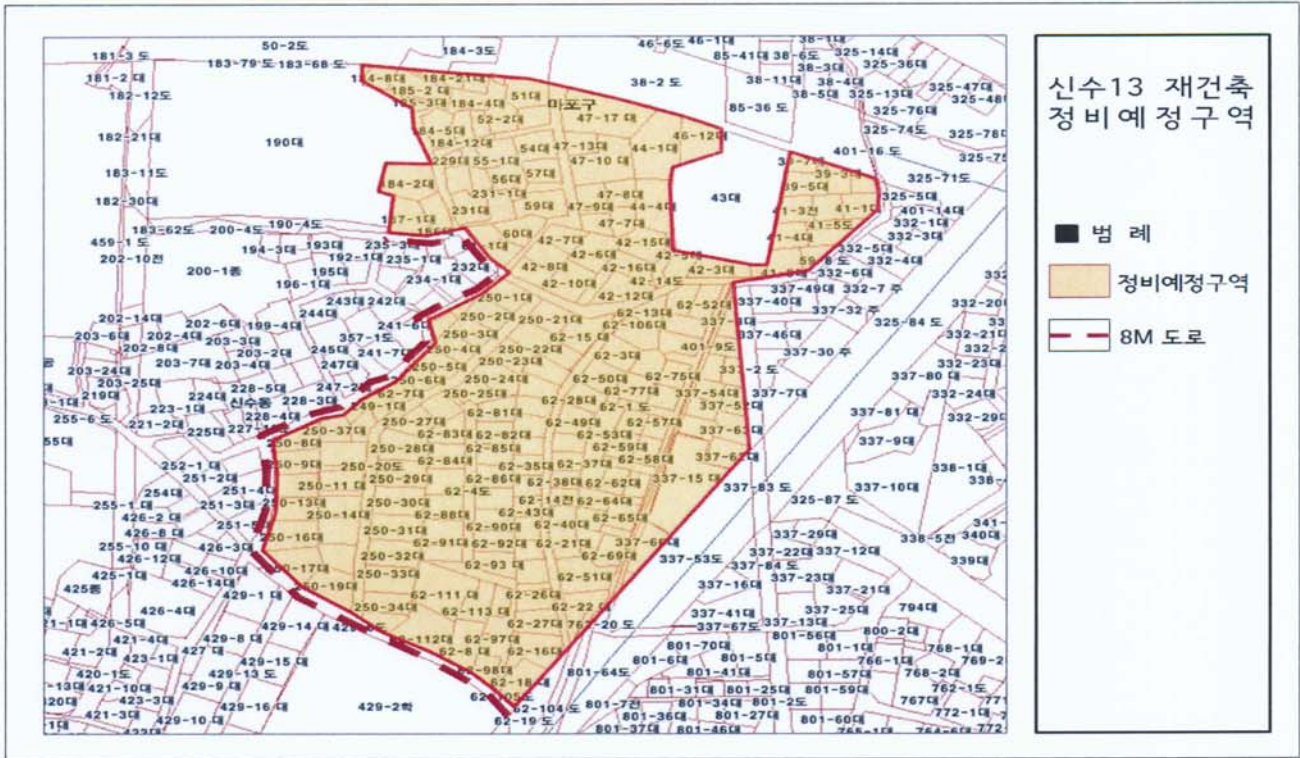 신수13 재건축
정비예정구역
■ 범 례
정비예정구역
8M 도로
50-2도
184-3도
46-6도
46-1대
38-1대
181-3 도
183-79 도
183-68 도
85-41대
38-6도
325-14대
181-2 대
184-21대
38-2 도
38-11대
38-3대
325-36대
182-12도
185-2 대
51대
마포구
38-4대
38-5대
325-13대
325-47대
184-4대
47-17 대
85-36 도
325-76대
52-2대
46-12대
325-74도
182-21대
190대
184-12대
54대
47-13대
44-1대
401-16 도
229대
55-1대
47-10 대
183-11도
57대
39-3대
325-71도
184-2대
56대
182-30대
231-1대
47-8대
43대
325-5대
231대
59대
47-9대
44-4대
41-3전
41-1대
401-14대
47-7대
41-5도
332-1대
183-62도
200-4도
190-4도
60대
42-7대
42-15대
41-4대
332-3대
459-1 도
194-3대
193대
235-3대
42-6대
332-5대
202-10전
192-1대
235-1대
232대
42-8대
42-16대
42-3대
332-4대
200-1종
195대
234-1대
42-10대
42-14도
332-6대
196-1대
250-1대
42-12대
62-52대
337-49대
332-7 주
243대
242대
337-40대
244대
250-2대
250-21대
62-13대
337-32 주
202-14대
202-6대
199-4대
241-6대
62-106대
325-84 도
203-6대
202-4대
203-3대
357-1도
250-3대
62-15 대
337-46대
202-8대
203-2대
245대
241-7대
250-4대
250-22대
401-9도
337-30 주
203-7대
203-4대
247대
250-5대
250-23대
62-3대
203-24대
337-2 도
203-25대
228-5대
250-6대
250-24대
62-50대
62-75대
337-80 대
219대
224대
신수동
228-3대
62-7대
250-25대
62-28대
62-77대
337-54대
337-7대
332-24대
223-1대
228-4대
62-81대
62-1 도
337-81 대
255-6 도
221-2대
225대
250-27대
62-49대
62-57대
250-37대
62-83대
62-82대
62-53대
337-9대
250-8대
250-28대
62-85대
62-59대
252-1 대
250-9대
250-20도
62-84대
62-35대
62-37대
62-58대
338-1대
251-2대
250-29대
62-86대
62-38대
62-62대
337-15 대
254대
251-4대
250-11 대
62-4도
337-83 도
337-10대
255-1대
251-3대
250-30대
62-14전
62-64대
325-87 도
426-2 대
250-14대
62-88대
62-43대
62-65대
426-8 대
250-31대
62-90대
62-40대
337-29대
338-5전
340대
255-10 대
426-3대
250-16대
62-91대
62-92대
62-21대
337-22대
337-12대
426-12대
250-32대
62-69대
337-53도
339대
425-1대
426-10대
62-93 대
337-84 도
426-14대
250-33대
62-51대
337-16대
337-23대
429-1 대
250-19대
62-111 대
62-26대
337-21대
426-4대
250-34대
62-113 대
62-22 대
337-41대
337-25대
794대
426-5대
429-14 대
62-27대
337-67도
337-13대
800-2대
421-4대
429-8 대
62-97대
801-56대
421-2대
427대
62-8 대
62-16대
801-70대
801-1대
768-1대
423-1대
429-15 대
801-6대
801-5대
766-1대
420-1도
429-13 도
801-64도
801-41대
801-57대
768-2대
421-10대
429-9 대
62-18대
801-31대
801-25대
801-59대
762-1도
423-3대
429-16 대
429-2학
62-104 도
801-7전
801-34대
801-2도
767대
421-3대
429-10 대
62-19 도
801-36대
801-27대
801-60대
772-1대
801-37대
801-46대